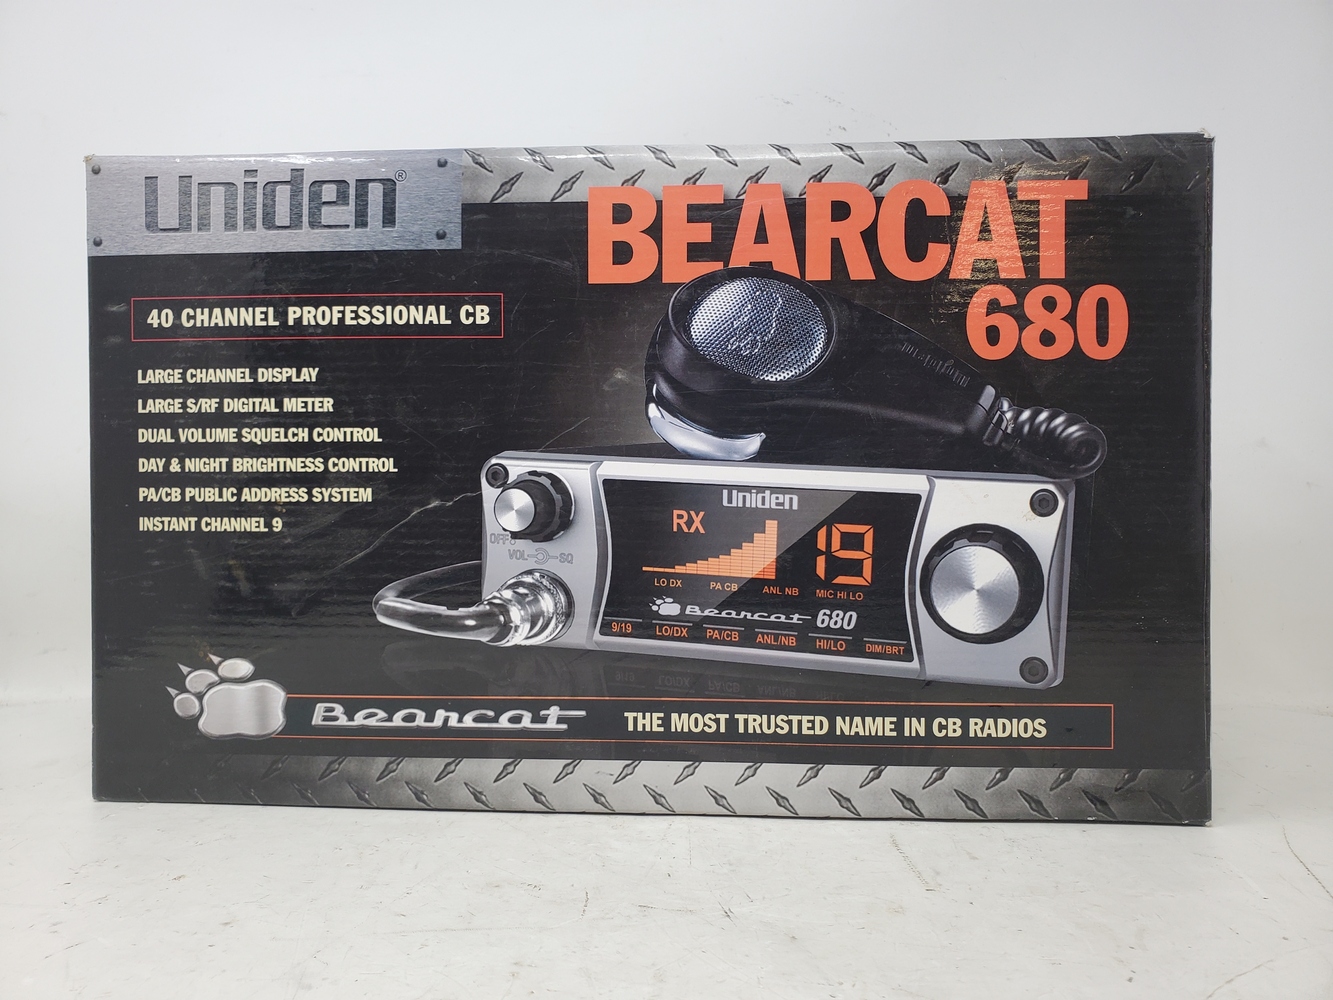 Uniden®
BEARCAT
680
40 CHANNEL PROFESSIONAL CB
LARGE CHANNEL DISPLAY
LARGE S/RF DIGITAL METER
DUAL VOLUME SQUELCH CONTROL
DAY & NIGHT BRIGHTNESS CONTROL
PA/CB PUBLIC ADDRESS SYSTEM
INSTANT CHANNEL 9
Uniden
RX
19
OFF
VOL SQ
LO DX PA CB ANL NB MIC HI LO
Bearcat 680
9/19 LO/DX PA/CB ANL/NB HI/LO DIM/BRT
Bearcat THE MOST TRUSTED NAME IN CB RADIOS